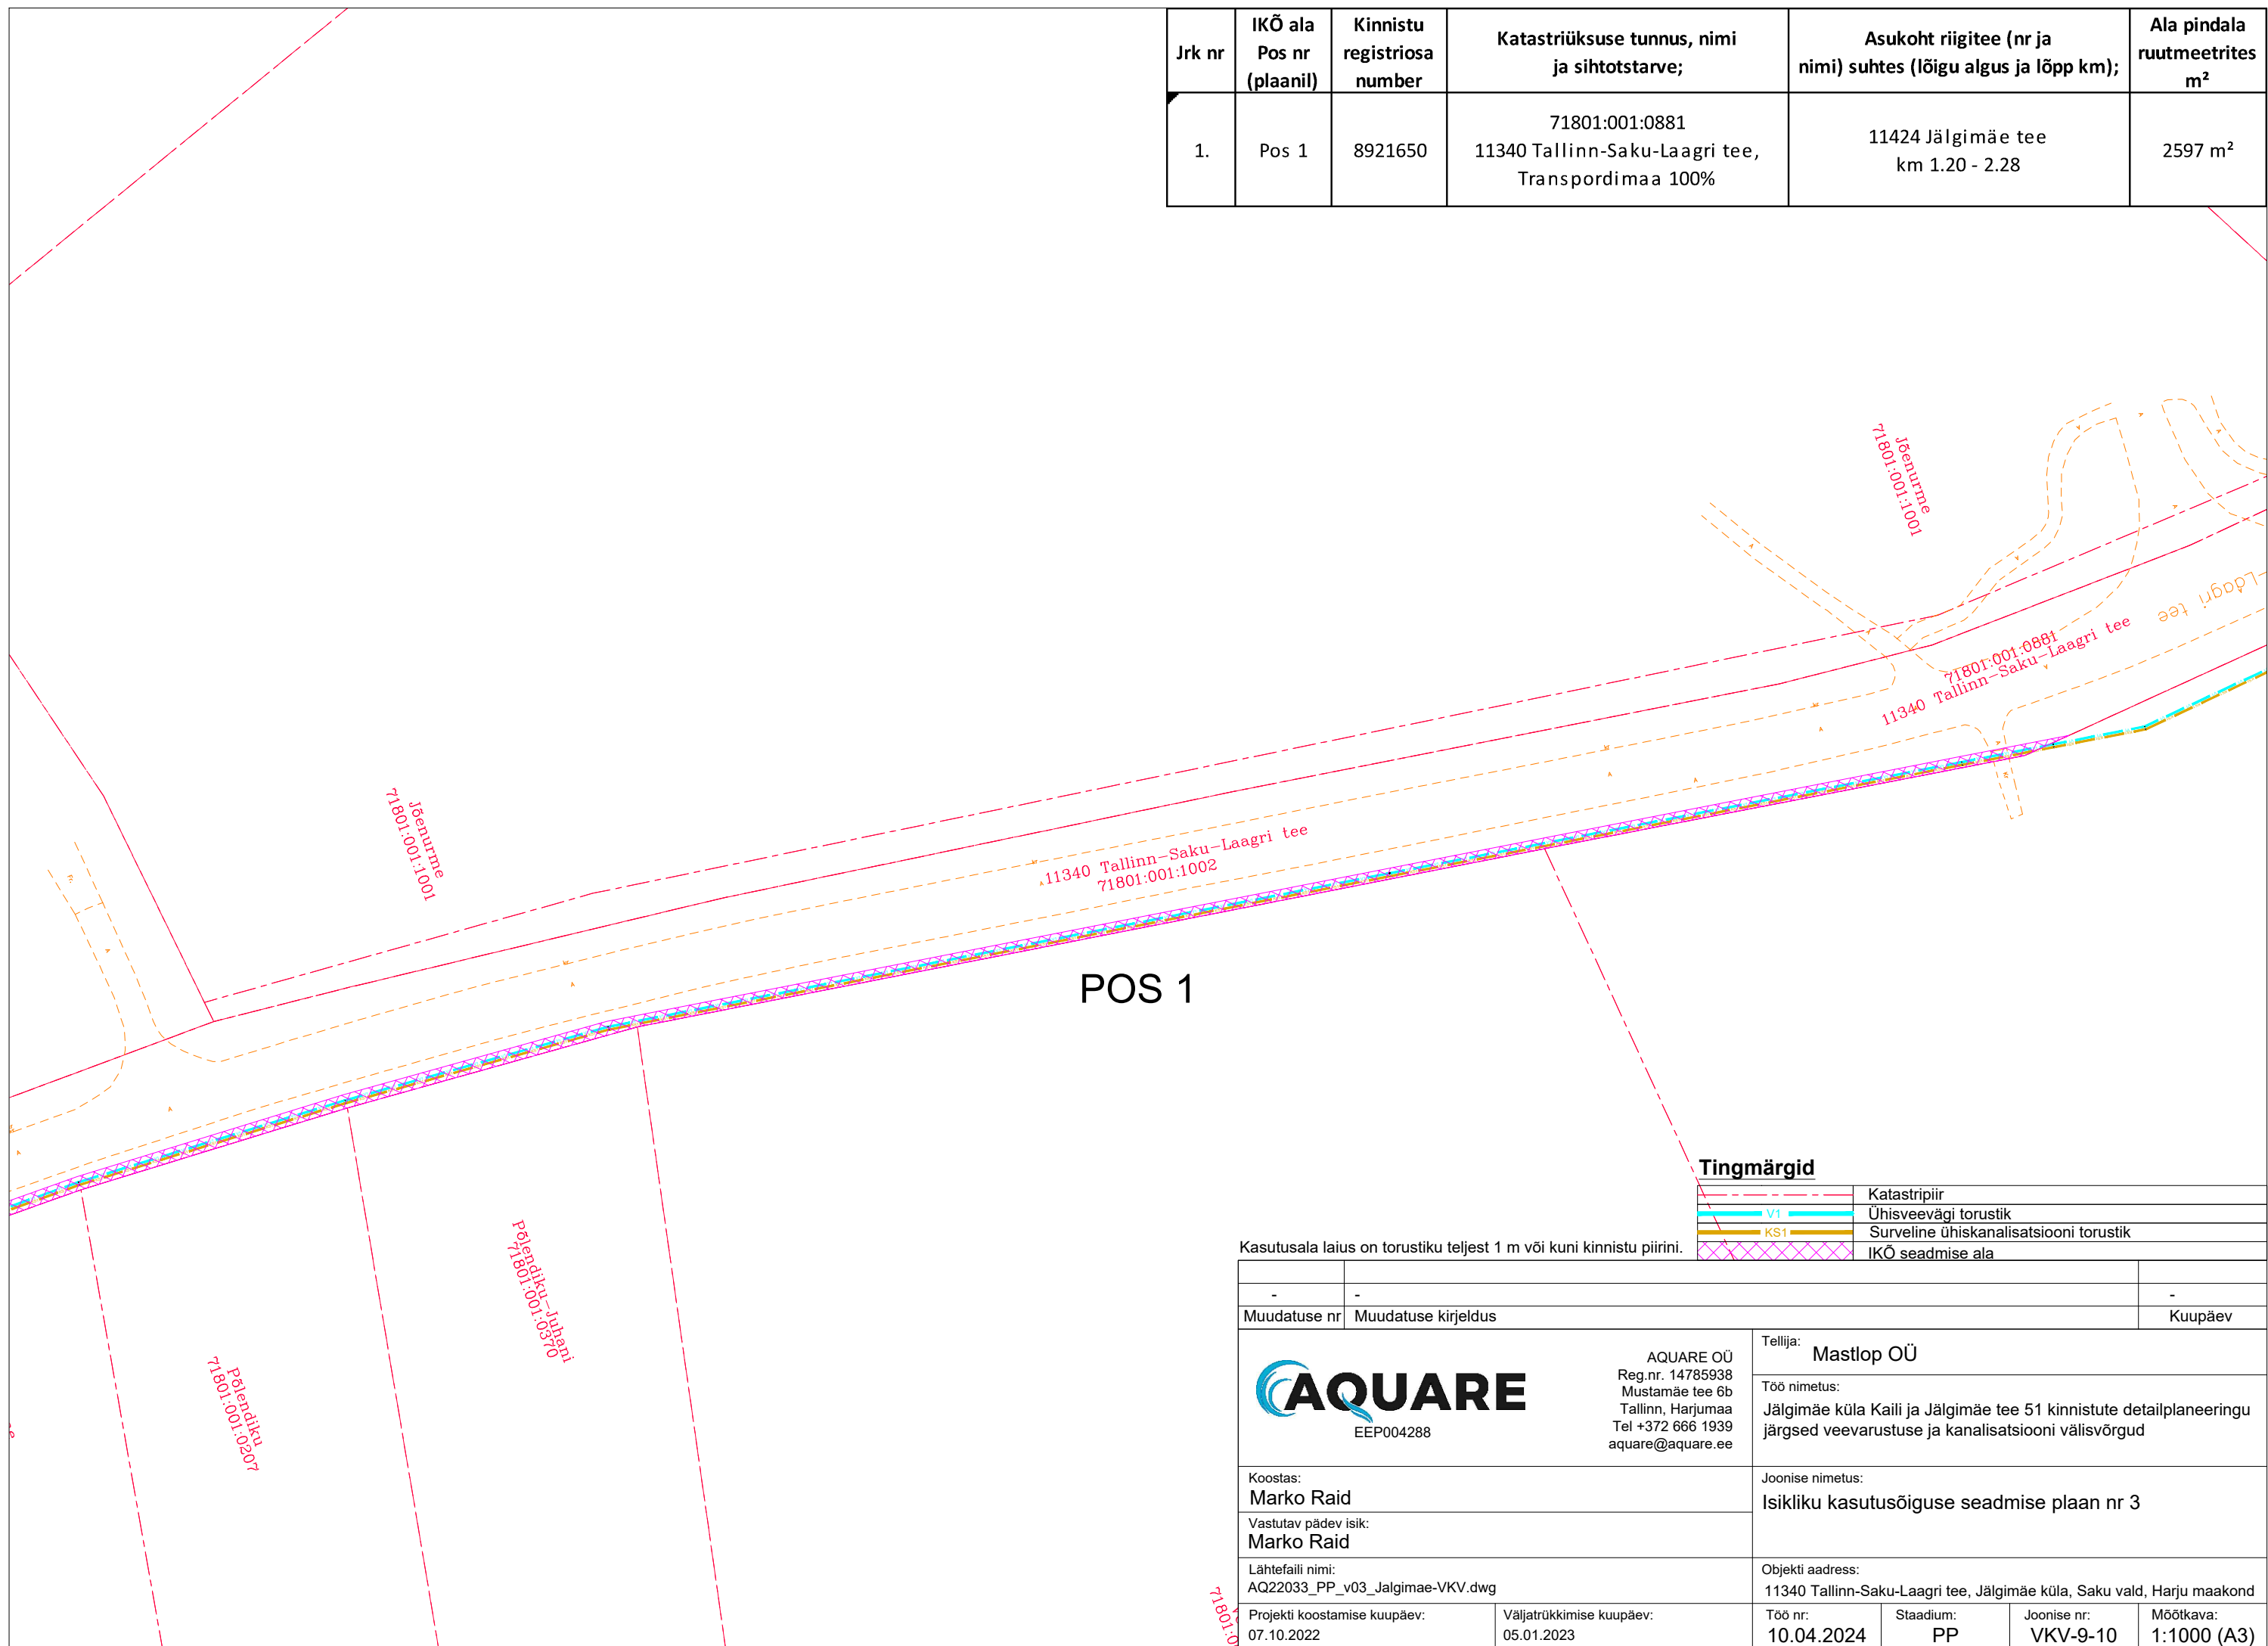 Jrk nr
IKÕ ala
Pos nr
(plaanil)
Kinnistu
registriosa
number
Katastriüksuse tunnus, nimi
ja sihtotstarve;
Asukoht riigitee (nr ja
nimi) suhtes (lõigu algus ja lõpp km);
Ala pindala
ruutmeetrites
m²
1.
Pos 1
8921650
71801:001:0881
11340 Tallinn-Saku-Laagri tee,
Transpordimaa 100%
11424 Jälgimäe tee
km 1.20 - 2.28
2597 m²
Jõenurme
71801:001:1001
-Laagri tee
71801:001:0881
11340 Tallinn-Saku-Laagri tee
Jõenurme
71801:001:1001
11340 Tallinn-Saku-Laagri tee
71801:001:1002
POS 1
Põlendiku-Juhani
71801:001:0370
Põlendiku
71801:001:0207
Tingmärgid
Katastripiir
V1
Ühisveevägi torustik
KS1
Surveline ühiskanalisatsiooni torustik
IKÕ seadmise ala
Kasutusala laius on torustiku teljest 1 m või kuni kinnistu piirini.
- - -
Muudatuse nr
Muudatuse kirjeldus
Kuupäev
AQUARE
EEP004288
AQUARE OÜ
Reg.nr. 14785938
Mustamäe tee 6b
Tallinn, Harjumaa
Tel +372 666 1939
aquare@aquare.ee
Tellija:
Mastlop OÜ
Töö nimetus:
Jälgimäe küla Kaili ja Jälgimäe tee 51 kinnistute detailplaneeringu
järgsed veevarustuse ja kanalisatsiooni välisvõrgud
Koostas:
Marko Raid
Vastutav pädev isik:
Marko Raid
Joonise nimetus:
Isikliku kasutusõiguse seadmise plaan nr 3
Lähtefaili nimi:
AQ22033_PP_v03_Jalgimae-VKV.dwg
Objekti aadress:
11340 Tallinn-Saku-Laagri tee, Jälgimäe küla, Saku vald, Harju maakond
Projekti koostamise kuupäev:
07.10.2022
Väljatrükkimise kuupäev:
05.01.2023
Töö nr:
10.04.2024
Staadium:
PP
Joonise nr:
VKV-9-10
Mõõtkava:
1:1000 (A3)